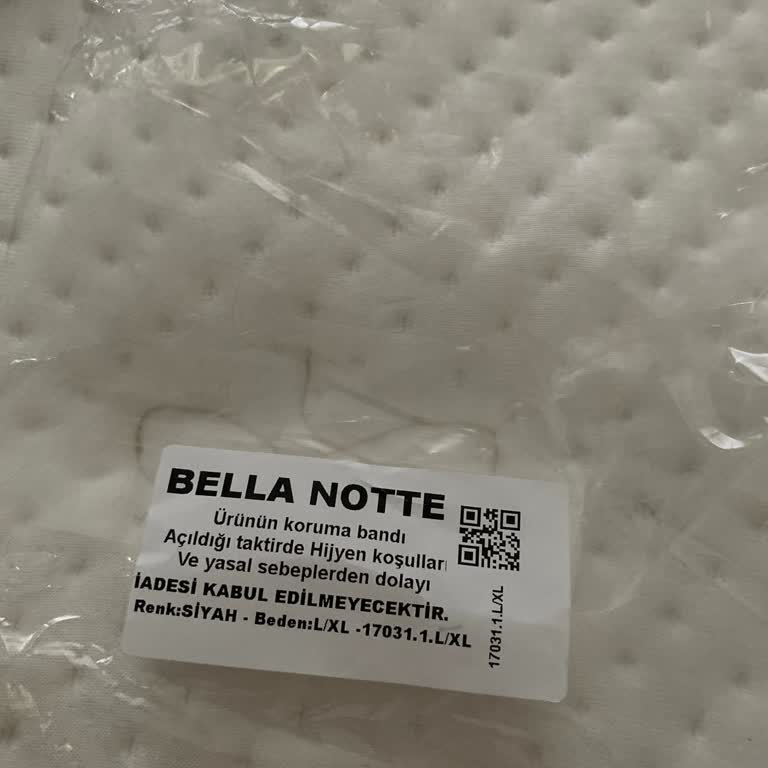 BELLA NOTTE
Ürünün koruma bandı
Açıldığı taktirde Hijyen koşulları
Ve yasal sebeplerden dolayı
İADESİ KABUL EDİLMEYECEKTİR.
Renk:SİYAH - Beden:L/XL -17031.1.L/XL
17031.1.L/XL